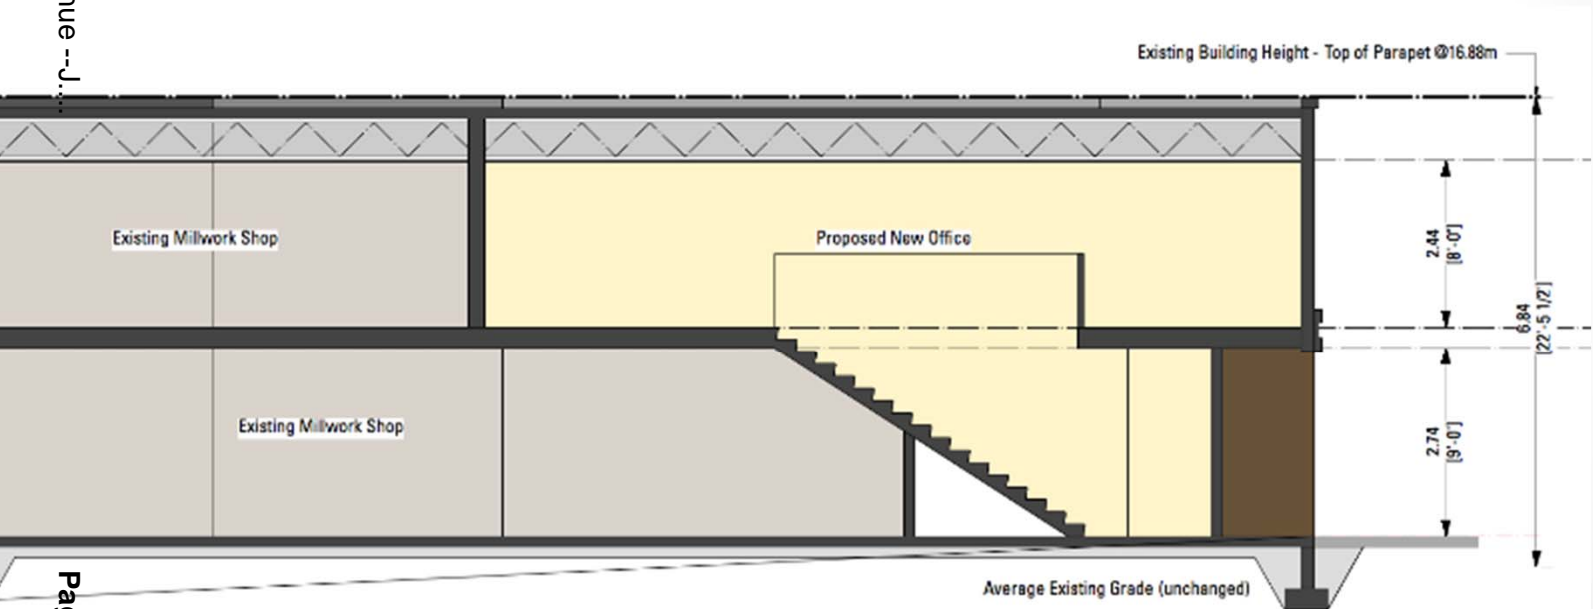 nue --J....
Existing Building Height - Top of Parapet @16.88m
Existing Millwork Shop
Proposed New Office
2.44
[8'-0"]
6.84
[22'-5 1/2"]
Existing Millwork Shop
2.74
[9'-0"]
Average Existing Grade (unchanged)
Pag